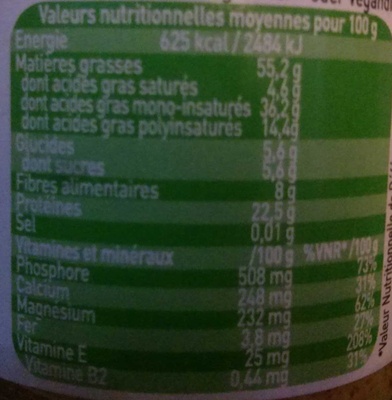 Valeurs nutritionnelles moyennes pour 100 g
Energie 625 kcal / 2484 kJ
Matières grasses 55,2 g
dont acides gras saturés 4,6 g
dont acides gras mono-insaturés 36,2 g
dont acides gras polyinsaturés 14,4g
Glucides 5,6 g
dont sucres 5,6 g
Fibres alimentaires 8 g
Protéines 22,5 g
Sel 0,01 g
Vitamines et minéraux /100 g %VNR* /100 g
Phosphore 508 mg 73%
Calcium 248 mg 31%
Magnésium 232 mg 62%
Fer 3,8 mg 27%
Vitamine E 25 mg 208%
Vitamine B2 0,44 mg 31%
*Valeur Nutritionnelle de